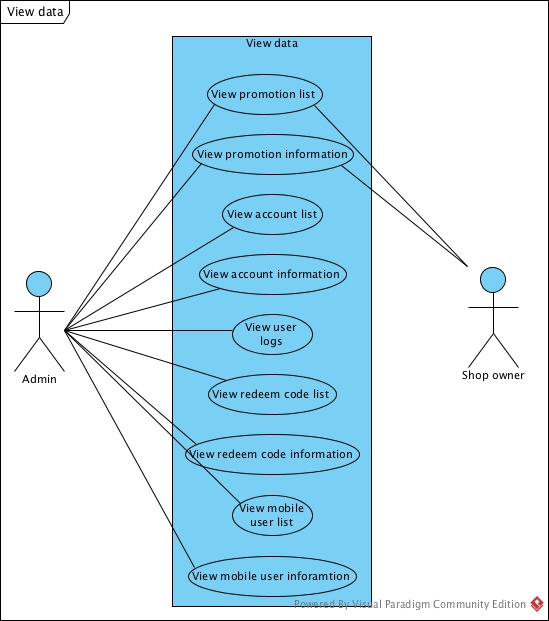 View data
View data
View promotion list
View promotion information
View account list
View account information
View user
logs
Admin
Shop owner
View redeem code list
View redeem code information
View mobile
user list
View mobile user inforamtion
Powered By Visual Paradigm Community Edition